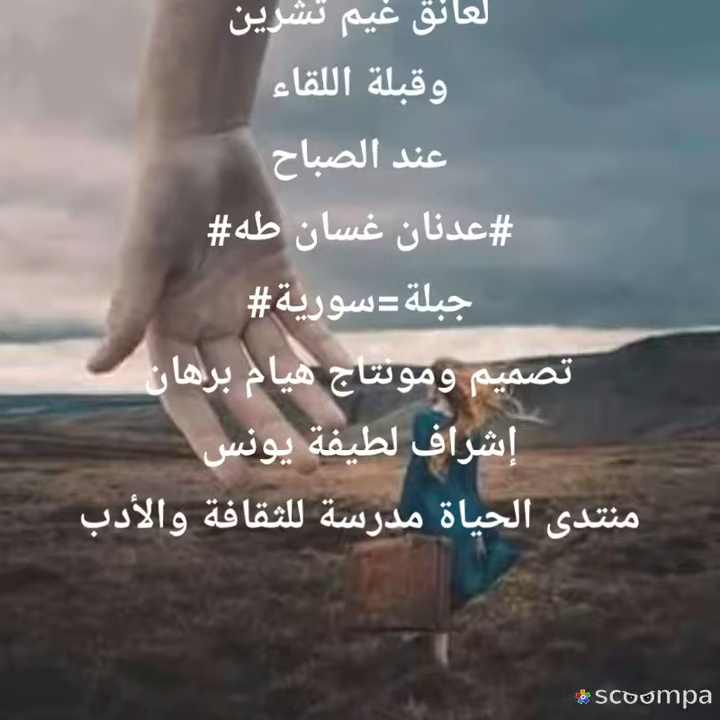 لعانق غيم تشرين
وقبلة اللقاء
عند الصباح
#عدنان غسان طه#
جبلة=سورية#
تصميم ومونتاج هيام برهان
إشراف لطيفة يونس
منتدى الحياة مدرسة للثقافة والأدب
scoompa